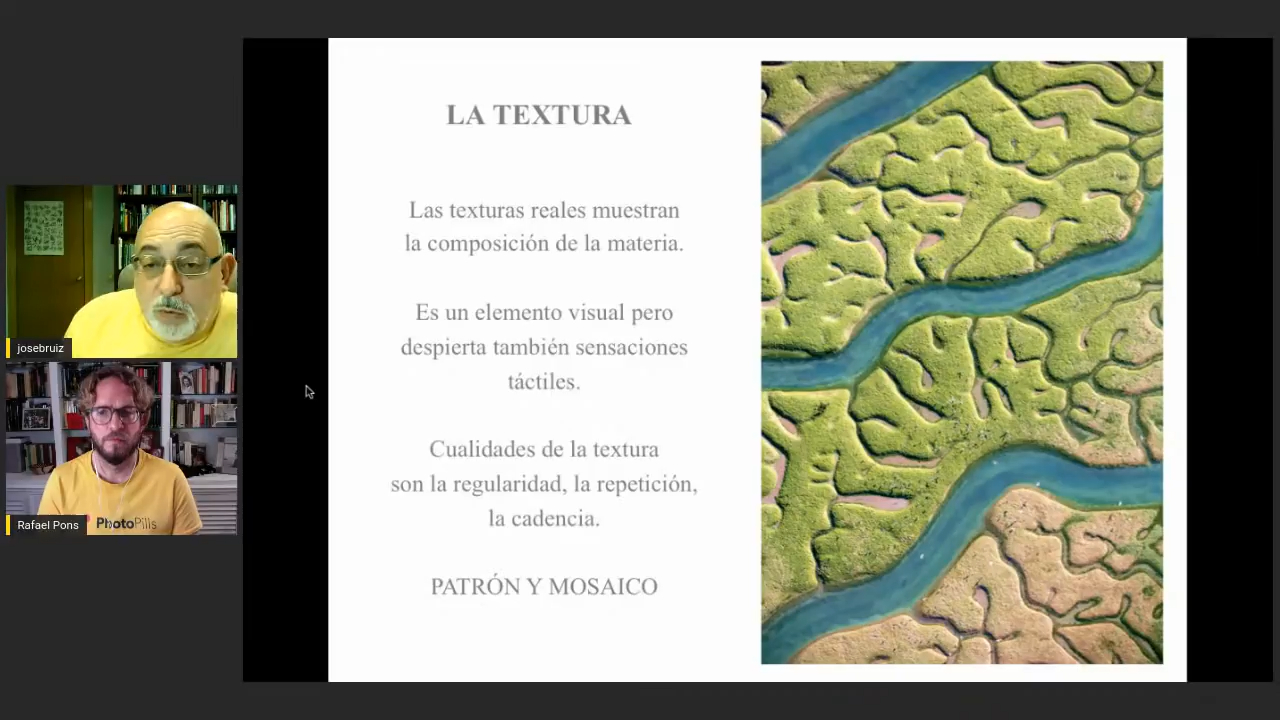 LA TEXTURA
Las texturas reales muestran
la composición de la materia.
Es un elemento visual pero
despierta también sensaciones
táctiles.
Cualidades de la textura
son la regularidad, la repetición,
la cadencia.
PATRÓN Y MOSAICO
josebruiz
PhotoPills
Rafael Pons